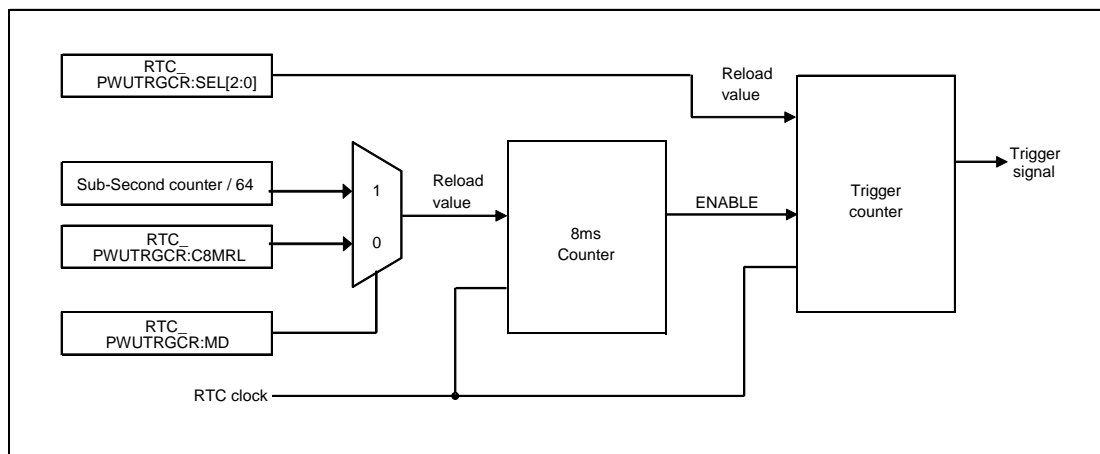 RTC_
PWUTRGCR:SEL[2:0]
Reload
value
Sub-Second counter / 64
1
Reload
value
8ms
Counter
ENABLE
Trigger
counter
Trigger
signal
RTC_
PWUTRGCR:C8MRL
0
RTC_
PWUTRGCR:MD
RTC clock